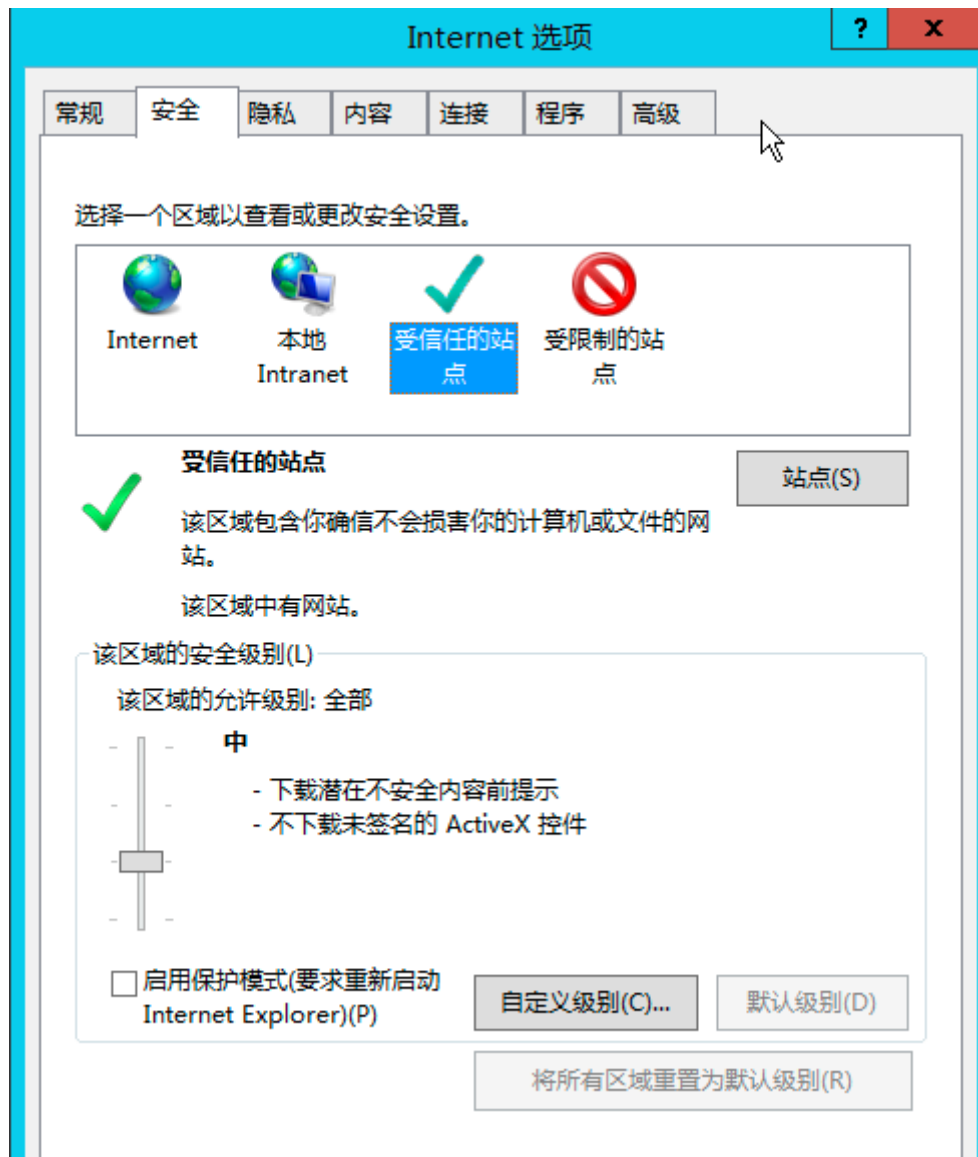 Internet 选项
?
x
常规 安全 隐私 内容 连接 程序 高级
选择一个区域以查看或更改安全设置。
Internet
本地
Intranet
受信任的站
点
受限制的站
点
受信任的站点
站点(S)
该区域包含你确信不会损害你的计算机或文件的网
站。
该区域中有网站。
该区域的安全级别(L)
该区域的允许级别: 全部
中
- 下载潜在不安全内容前提示
- 不下载未签名的 ActiveX 控件
启用保护模式(要求重新启动
Internet Explorer)(P)
自定义级别(C)...
默认级别(D)
将所有区域重置为默认级别(R)